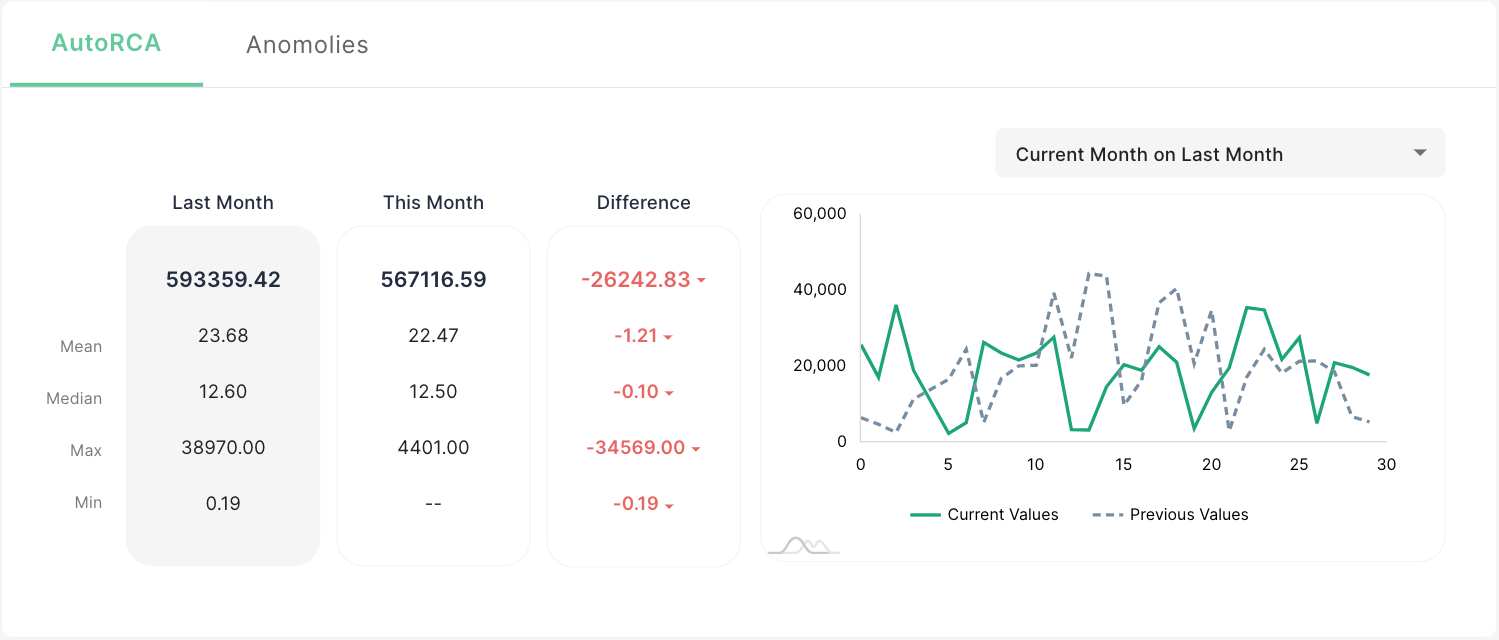 AutoRCA Anomolies
Current Month on Last Month
Last Month This Month Difference
593359.42 567116.59 -26242.83
Mean 23.68 22.47 -1.21
Median 12.60 12.50 -0.10
Max 38970.00 4401.00 -34569.00
Min 0.19 -- -0.19
60,000
40,000
20,000
0
0 5 10 15 20 25 30
Current Values Previous Values